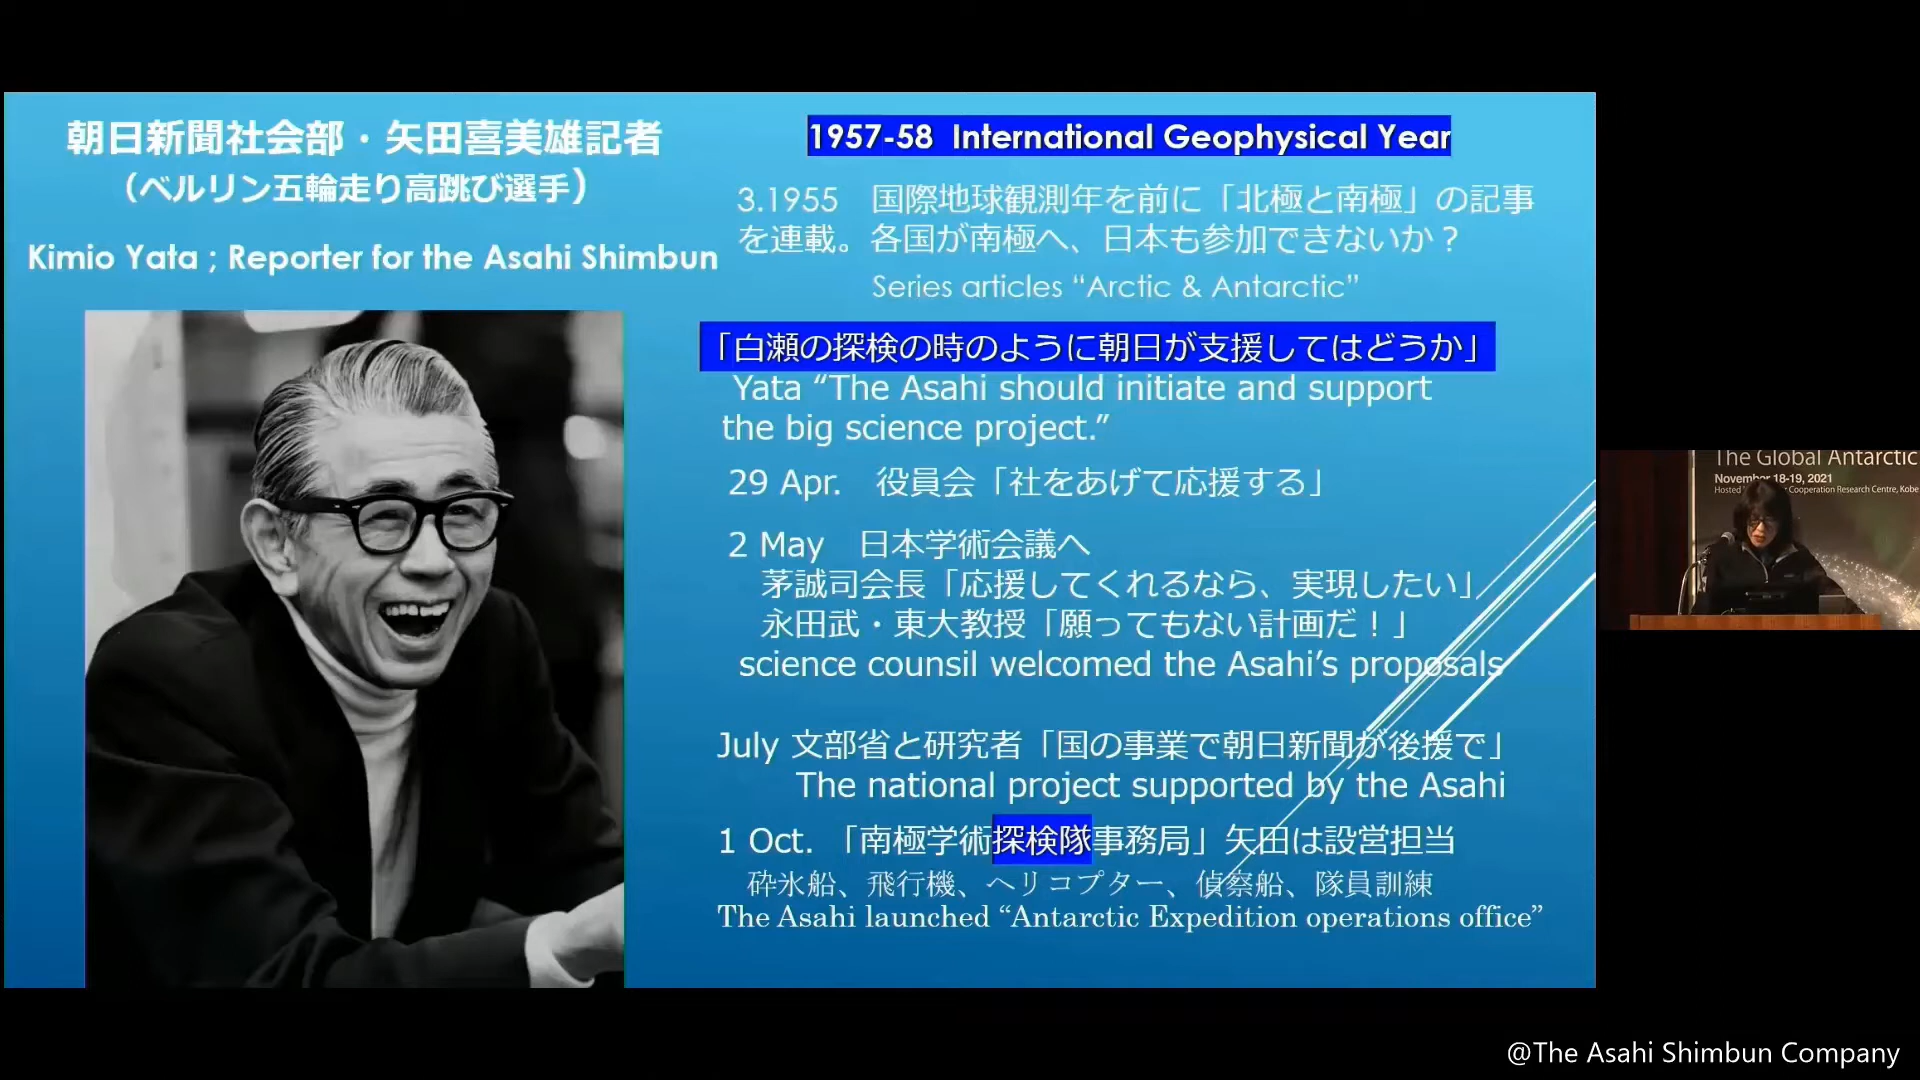 朝日新聞社会部・矢田喜美雄記者
（ベルリン五輪走り高跳び選手）
Kimio Yata ; Reporter for the Asahi Shimbun
1957-58 International Geophysical Year
3.1955　国際地球観測年を前に「北極と南極」の記事
を連載。各国が南極へ、日本も参加できないか？
Series articles “Arctic & Antarctic”
「白瀬の探検の時のように朝日が支援してはどうか」
Yata “The Asahi should initiate and support
the big science project.”
29 Apr.　役員会「社をあげて応援する」
2 May　日本学術会議へ
茅誠司会長「応援してくれるなら、実現したい」
永田武・東大教授「願ってもない計画だ！」
science counsil welcomed the Asahi’s proposals
July 文部省と研究者「国の事業で朝日新聞が後援で」
The national project supported by the Asahi
1 Oct.　「南極学術探検隊事務局」矢田は設営担当
砕氷船、飛行機、ヘリコプター、偵察船、隊員訓練
The Asahi launched “Antarctic Expedition operations office”
The Global Antarctic
November 18-19, 2021
Hosted Cooperation Research Centre, Kobe
@The Asahi Shimbun Company